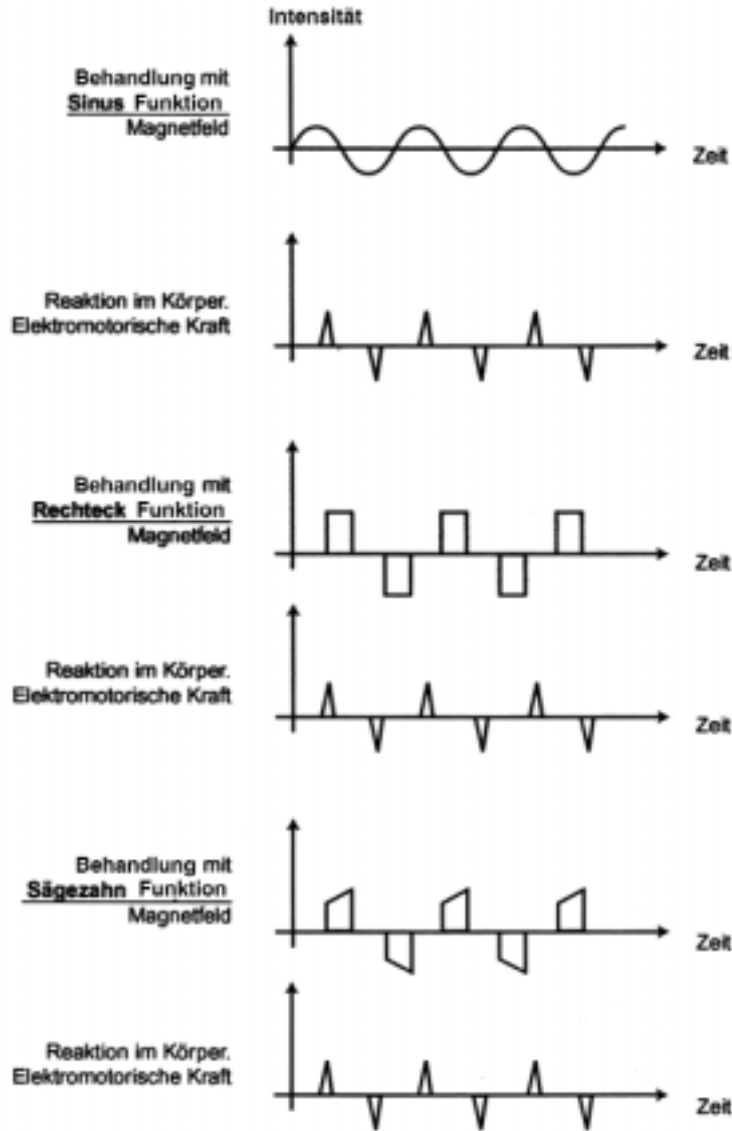 Intensität
Behandlung mit
Sinus Funktion
Magnetfeld
Zeit
Reaktion im Körper.
Elektromotorische Kraft
Zeit
Behandlung mit
Rechteck Funktion
Magnetfeld
Zeit
Reaktion im Körper.
Elektromotorische Kraft
Zeit
Behandlung mit
Sägezahn Funktion
Magnetfeld
Zeit
Reaktion im Körper.
Elektromotorische Kraft
Zeit